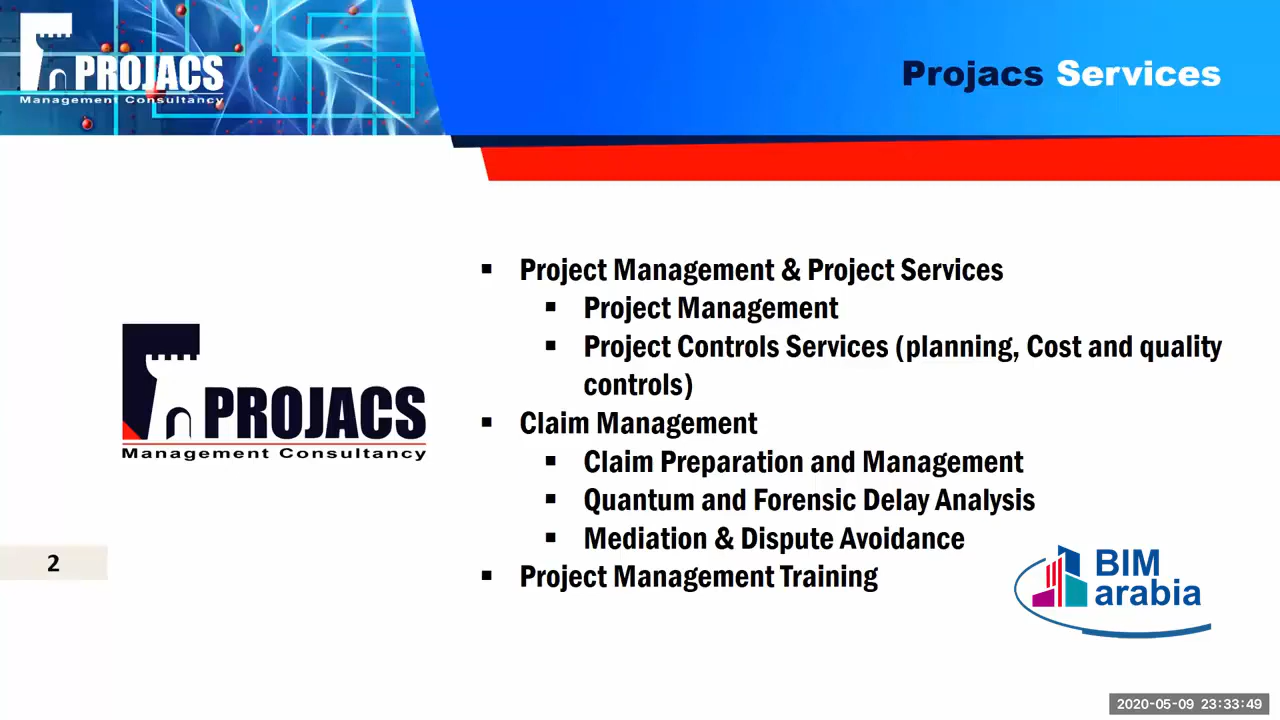 PROJACS
Management Consultancy
Projacs Services
▪ Project Management & Project Services
▪ Project Management
▪ Project Controls Services (planning, Cost and quality
controls)
▪ Claim Management
▪ Claim Preparation and Management
▪ Quantum and Forensic Delay Analysis
▪ Mediation & Dispute Avoidance
▪ Project Management Training
PROJACS
Management Consultancy
2
BIM
arabia
2020-05-09 23:33:49